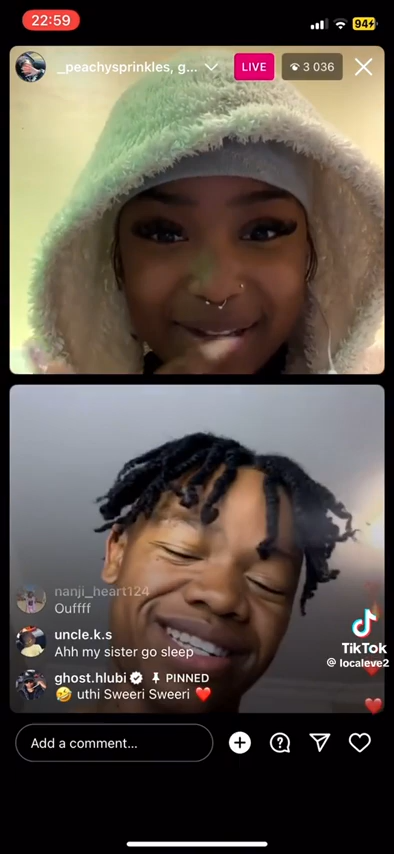 22:59
94
_peachysprinkles, g...
LIVE
3 036
nanji_heart124
Ouffff
uncle.k.s
Ahh my sister go sleep
ghost.hlubi PINNED
🤣 uthi Sweeri Sweeri ❤️
TikTok
@ localeve2
Add a comment...